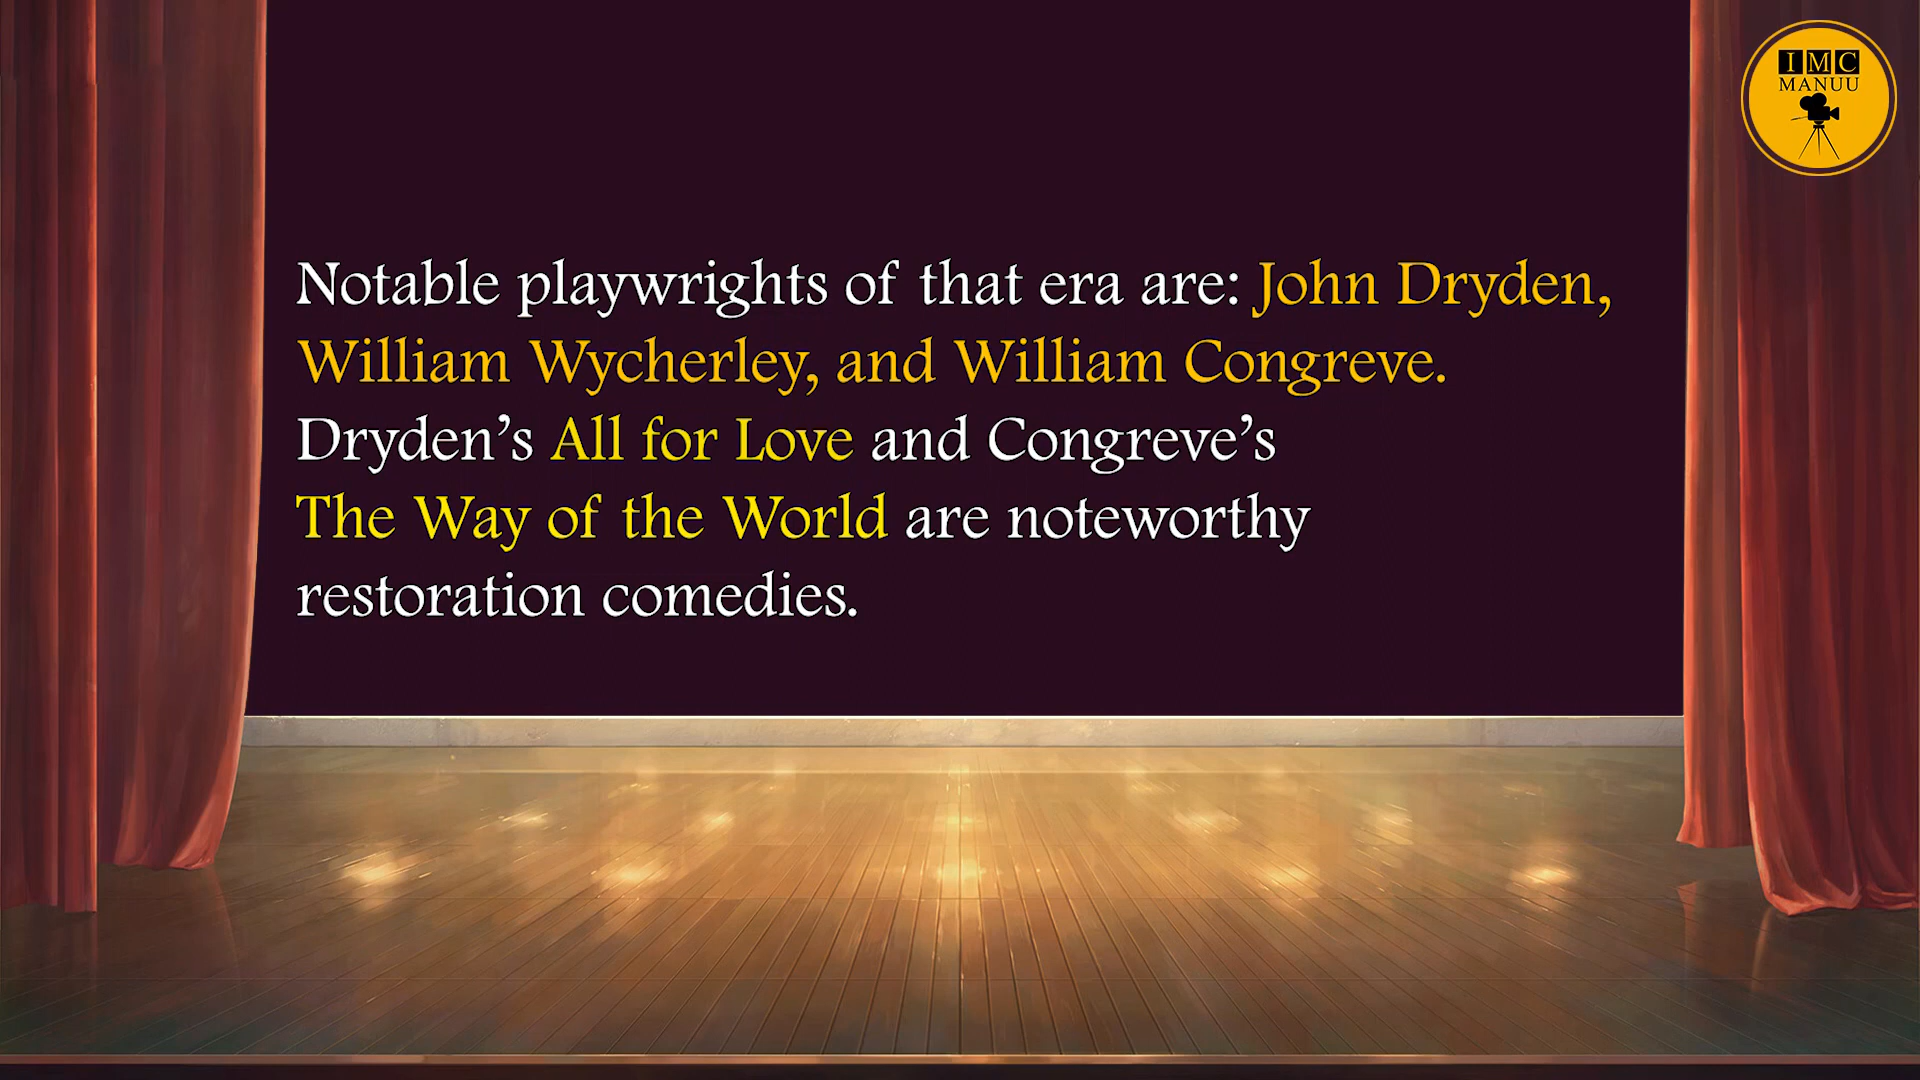 IMC
MANUU
Notable playwrights of that era are: John Dryden,
William Wycherley, and William Congreve.
Dryden’s All for Love and Congreve’s
The Way of the World are noteworthy
restoration comedies.